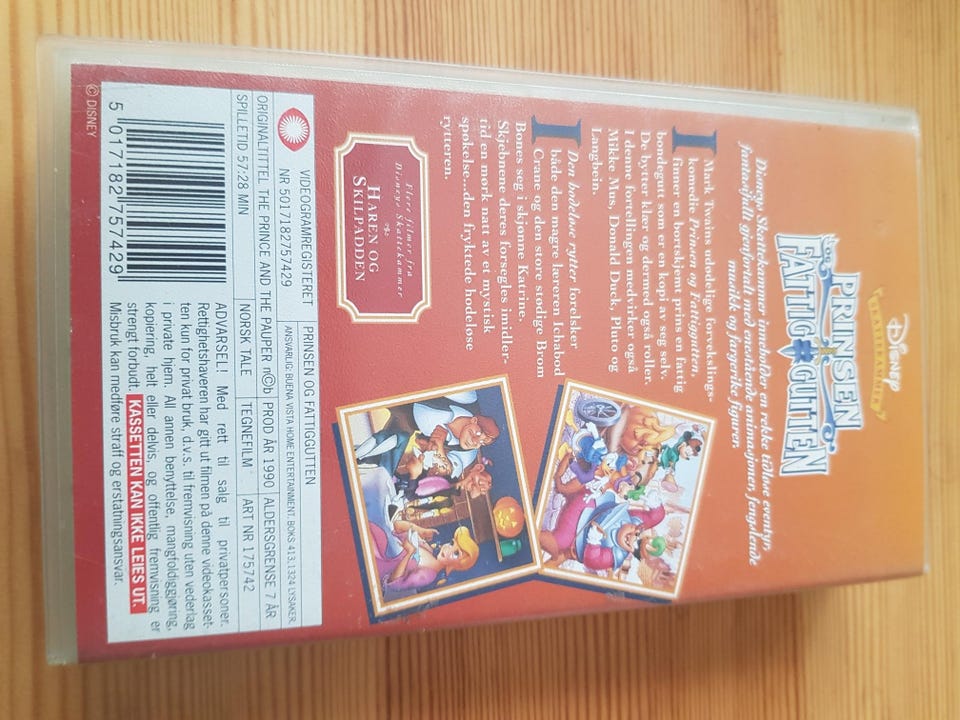 Disney
SKATTEKAMMER
PRINSEN
OG
FATTIGGUTTEN
Disneys Skattekammer inneholder en rekke tidløse eventyr,
fantasifullt gjenfortalt med enestående animasjoner, fengslende
musikk og fargerike figurer.
I Mark Twains udødelige forvekslings-
komedie Prinsen og Fattiggutten,
finner en bortskjemt prins en fattig
bondegutt som er en kopi av seg selv.
De bytter klær og dermed også roller.
I denne fortellingen medvirker også
Mikke Mus, Donald Duck, Pluto og
Langbein.
I Den hodeløse rytter forelsker
både den magre læreren Ichabod
Crane og den store stødige Brom
Bones seg i skjønne Katrine.
Skjebnene deres forsegles imidler-
tid en mørk natt av et mystisk
spøkelse...den fryktede hodeløse
rytteren.
Flere filmer fra
Disneys Skattekammer
HAREN OG
SKILPADDEN
VIDEOGRAMREGISTERET
NR 5017182757429
PRINSEN OG FATTIGGUTTEN
ANSVARLIG: BUENA VISTA HOME ENTERTAINMENT. BOKS: 413,1324 LYSAKER.
ORIGINALTITTEL THE PRINCE AND THE PAUPER n©b
PROD ÅR 1990
ALDERSGRENSE 7 ÅR
SPILLETID 57:28 MIN
NORSK TALE
TEGNEFILM
ART NR 175742
5 017182 757429
ADVARSEL! Med rett til salg til privatpersoner.
Rettighetshaveren har gitt ut filmen på denne videokasset-
ten kun for privat bruk, d.v.s. til fremvisning uten vederlag
i private hjem. All annen benyttelse, mangfoldiggjøring,
kopiering, helt eller delvis, og offentlig fremvisning er
strengt forbudt. KASSETTEN KAN IKKE LEIES UT.
Misbruk kan medføre straff og erstatningsansvar.
© DISNEY